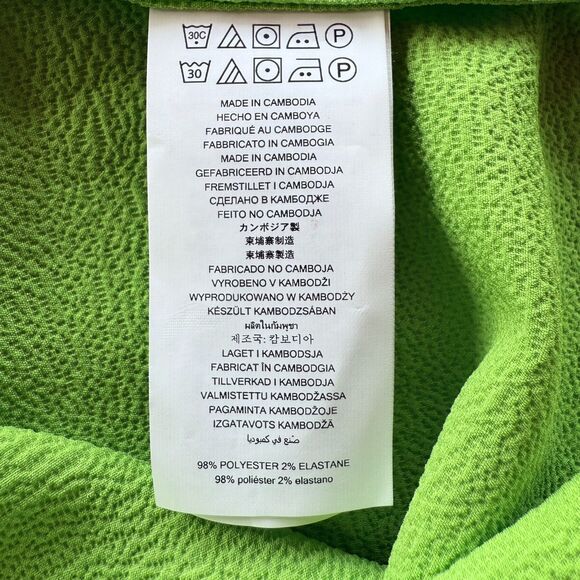 30C P
30 P
MADE IN CAMBODIA
HECHO EN CAMBOYA
FABRIQUÉ AU CAMBODGE
FABBRICATO IN CAMBOGIA
MADE IN CAMBODIA
GEFABRICEERD IN CAMBODJA
FREMSTILLET I CAMBODJA
СДЕЛАНО В КАМБОДЖЕ
FEITO NO CAMBODJA
カンボジア製
柬埔寨制造
柬埔寨製造
FABRICADO NO CAMBOJA
VYROBENO V KAMBODŽI
WYPRODUKOWANO W KAMBODŻY
KÉSZÜLT KAMBODZSÁBAN
ผลิตในกัมพูชา
제조국: 캄보디아
LAGET I KAMBODSJA
FABRICAT ÎN CAMBODGIA
TILLVERKAD I KAMBODJA
VALMISTETTU KAMBODŽASSA
PAGAMINTA KAMBODŽOJE
IZGATAVOTS KAMBODŽĀ
صنع في كمبوديا
98% POLYESTER 2% ELASTANE
98% poliéster 2% elastano